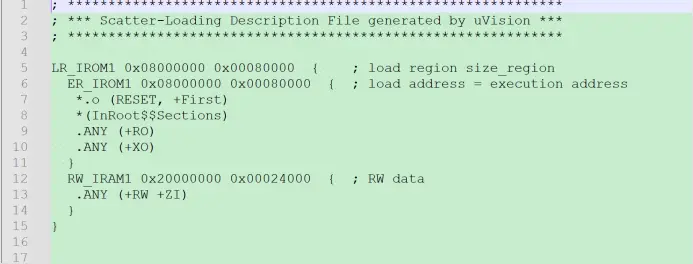 1 ; *************************************************************
2 ; *** Scatter-Loading Description File generated by uVision ***
3 ; *************************************************************
4
5 LR_IROM1 0x08000000 0x00080000  {    ; load region size_region
6   ER_IROM1 0x08000000 0x00080000  {  ; load address = execution address
7    *.o (RESET, +First)
8    *(InRoot$$Sections)
9    .ANY (+RO)
10    .ANY (+XO)
11   }
12   RW_IRAM1 0x20000000 0x00024000  {  ; RW data
13    .ANY (+RW +ZI)
14   }
15 }
16
17